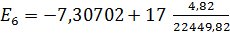 E₆ = −7,30702 + 17 4,82/22449,82